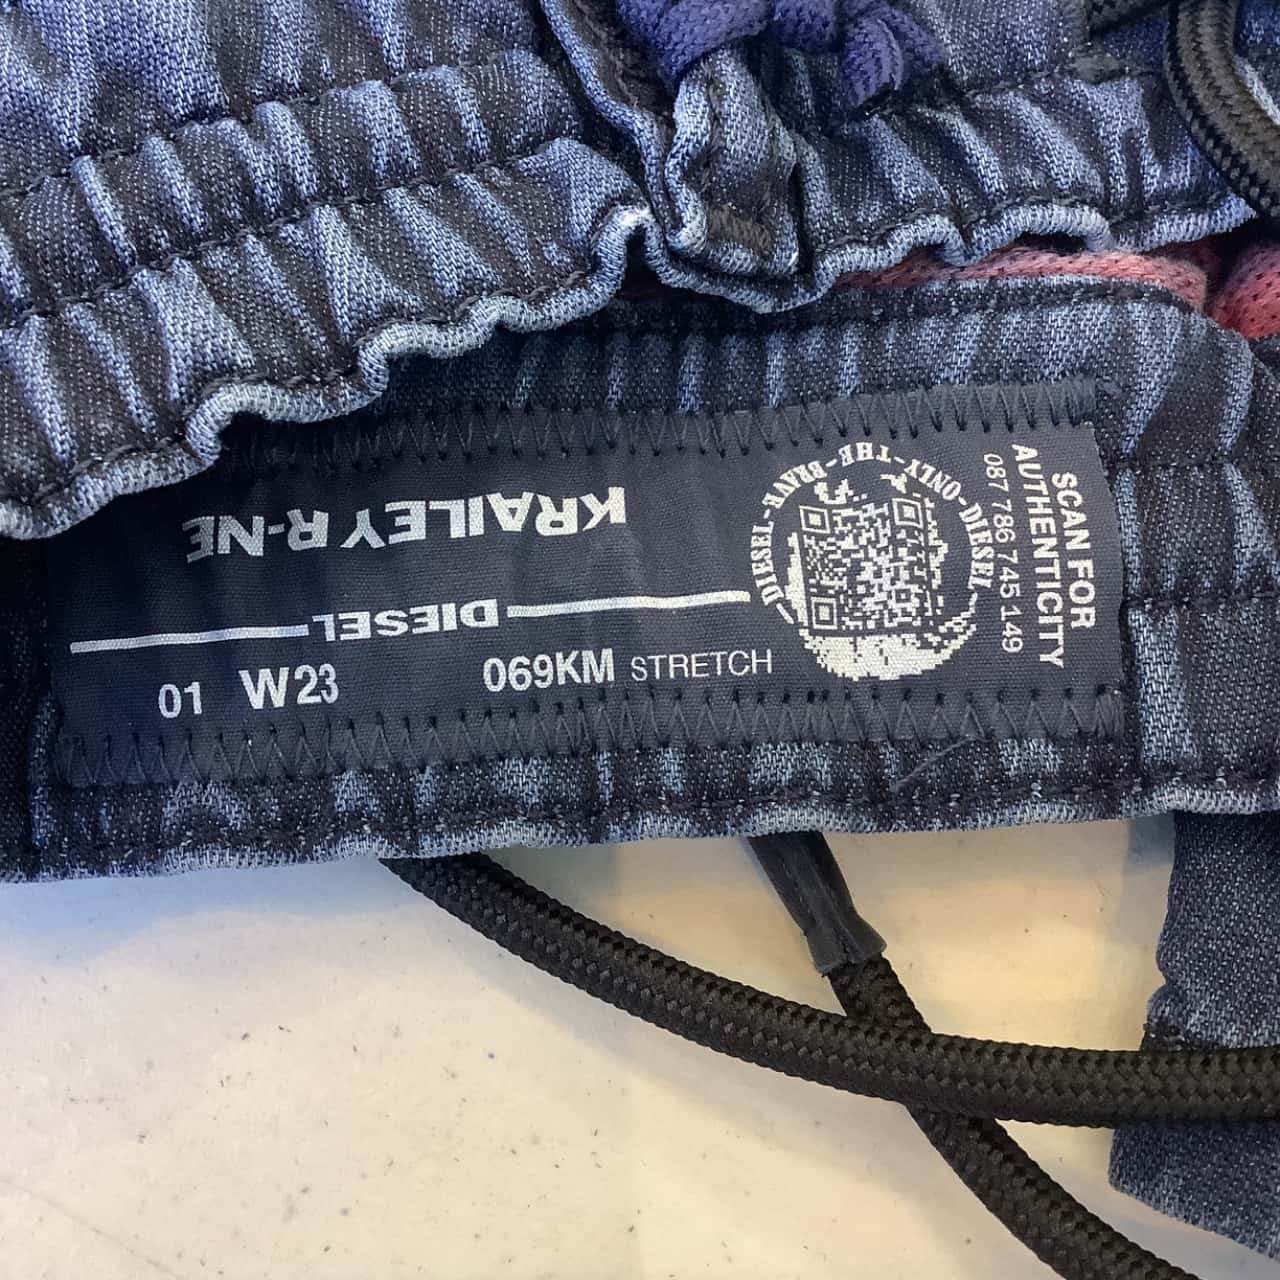 KRAILEY R-NE
DIESEL
01 W23 069KM STRETCH
DIESEL-ONLY-THE-BRAVE-DIESEL
SCAN FOR
AUTHENTICITY
087 786 745 149